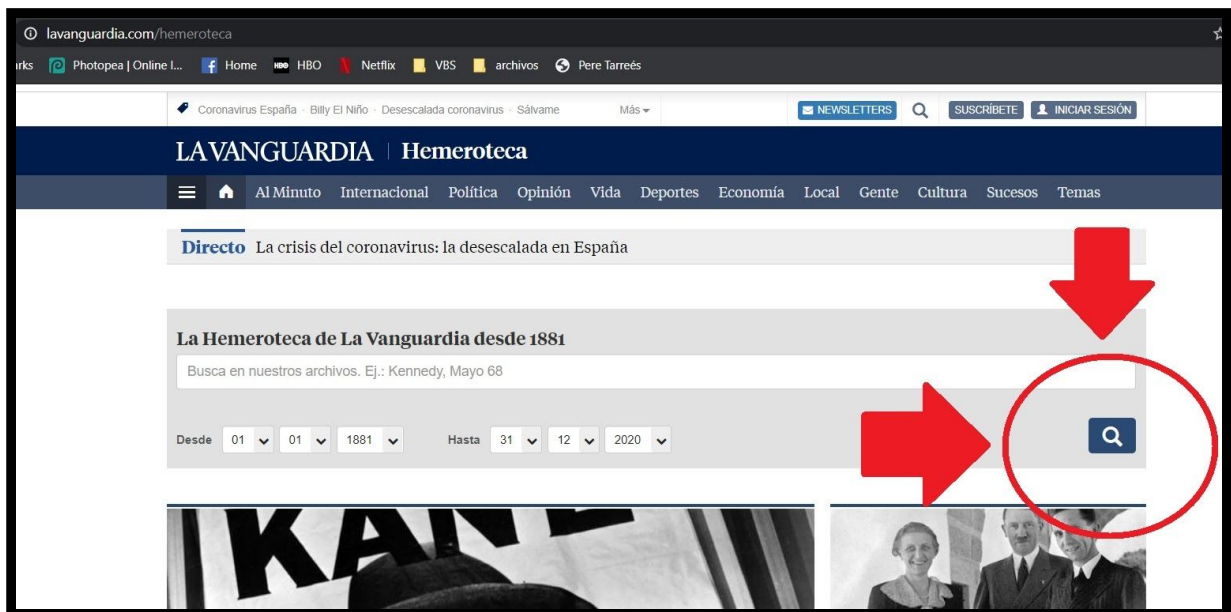 lavanguardia.com/hemeroteca
rks Photopea | Online I... Home HBO HBO Netflix VBS archivos Pere Tarreés
Coronavirus España · Billy El Niño · Desescalada coronavirus · Sálvame Más NEWSLETTERS SUSCRÍBETE INICIAR SESIÓN
LA VANGUARDIA | Hemeroteca
Al Minuto Internacional Política Opinión Vida Deportes Economía Local Gente Cultura Sucesos Temas
Directo La crisis del coronavirus: la desescalada en España
La Hemeroteca de La Vanguardia desde 1881
Busca en nuestros archivos. Ej.: Kennedy, Mayo 68
Desde 01 01 1881 Hasta 31 12 2020
KANE